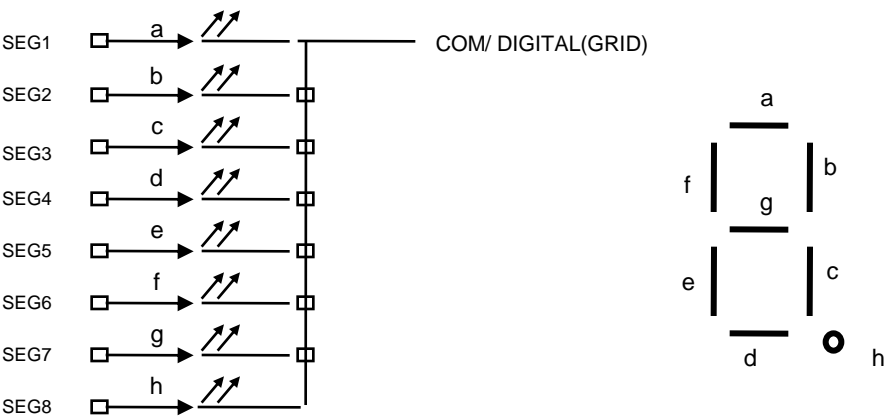 SEG1 a COM/ DIGITAL(GRID)
SEG2 b
SEG3 c
SEG4 d
SEG5 e
SEG6 f
SEG7 g
SEG8 h
a
f b
g
e c
d h